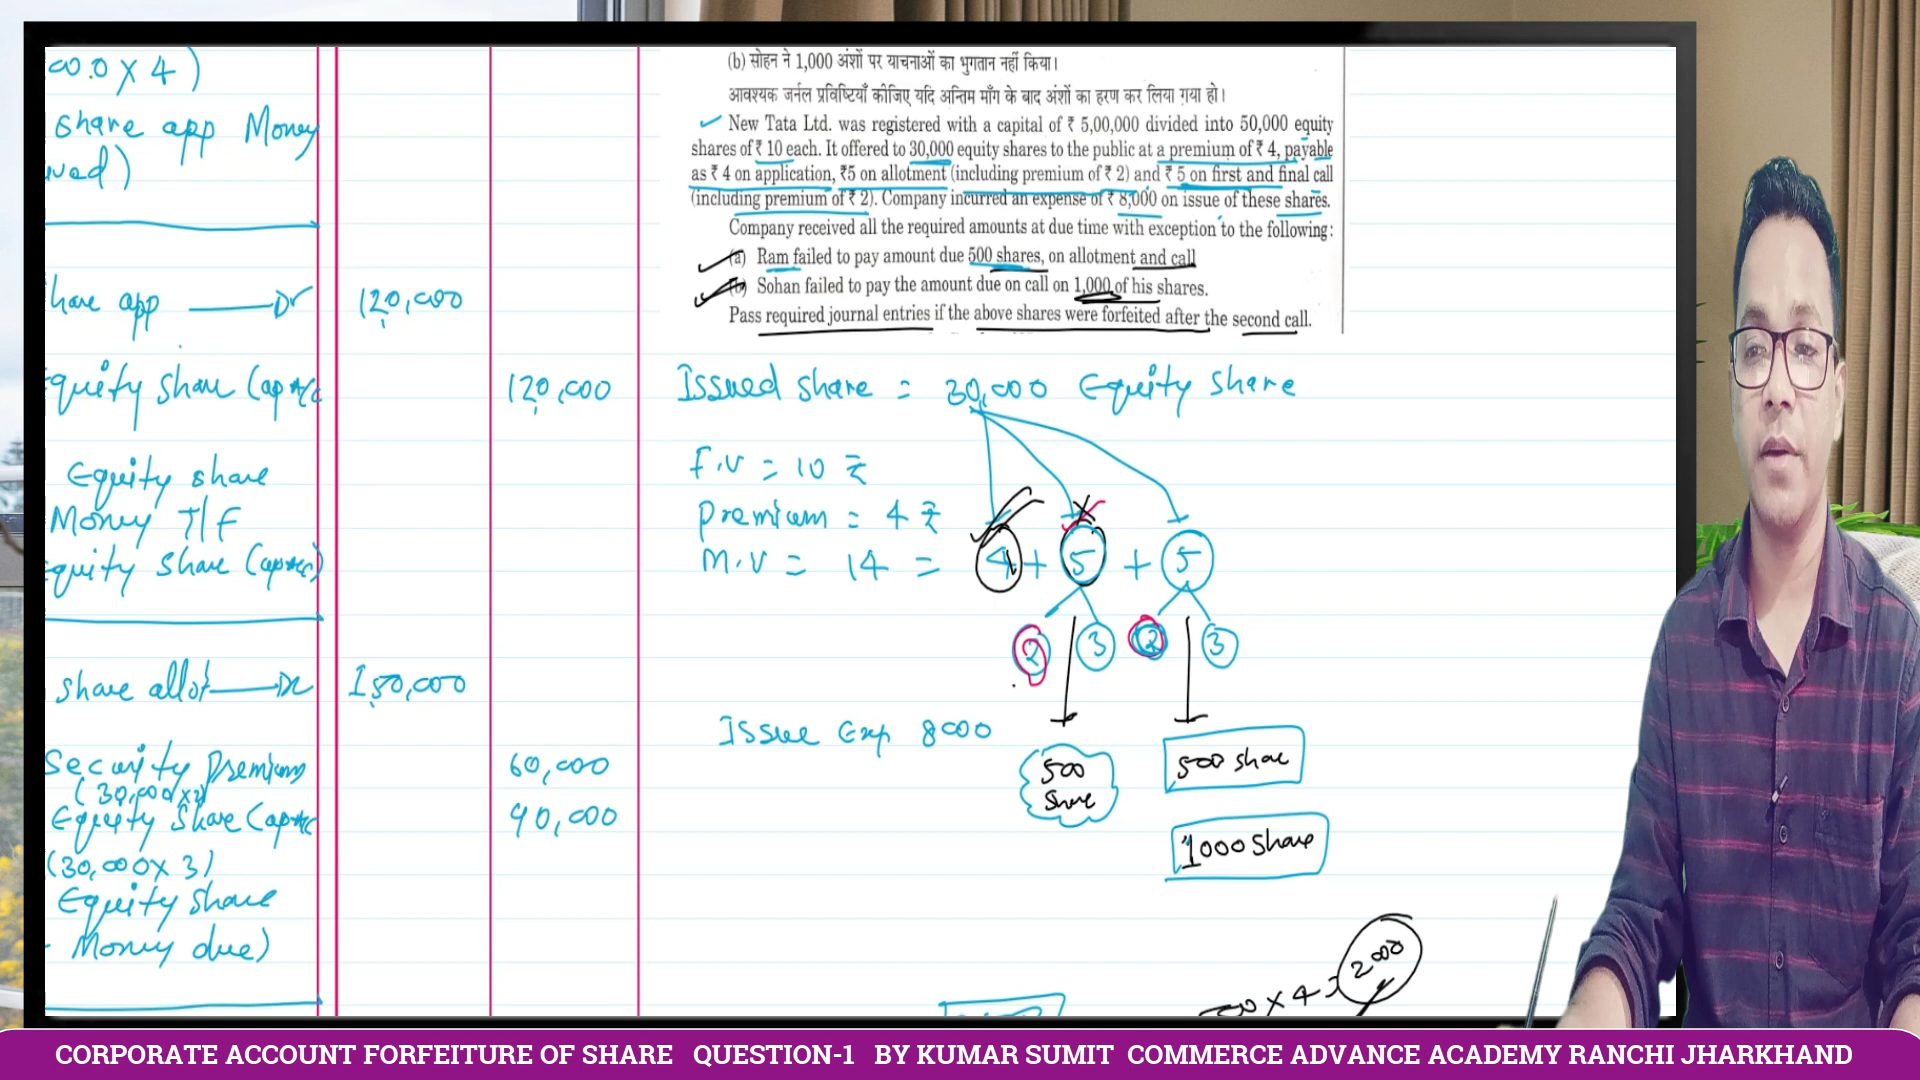 00.0 X 4)
share app Money
ved)
hare app —— Dr 120,000
Equity Share Cap A/c 120,000
Equity share
Money T/F
Equity Share Cap A/c)
share allot —— Dr 150,000
Security Premium 60,000
(30,000 x 2)
Equity Share Cap A/c 90,000
(30,000 x 3)
Equity Share
Money due)
(b) सोहन ने 1,000 अंशों पर याचनाओं का भुगतान नहीं किया।
आवश्यक जर्नल प्रविष्टियाँ कीजिए यदि अन्तिम माँग के बाद अंशों का हरण कर लिया गया हो।
New Tata Ltd. was registered with a capital of ₹ 5,00,000 divided into 50,000 equity
shares of ₹ 10 each. It offered to 30,000 equity shares to the public at a premium of ₹ 4, payable
as ₹ 4 on application, ₹5 on allotment (including premium of ₹ 2) and ₹ 5 on first and final call
(including premium of ₹ 2). Company incurred an expense of ₹ 8,000 on issue of these shares.
Company received all the required amounts at due time with exception to the following:
(a) Ram failed to pay amount due 500 shares, on allotment and call
(b) Sohan failed to pay the amount due on call on 1,000 of his shares.
Pass required journal entries if the above shares were forfeited after the second call.
Issued share = 30,000 Equity share
F.V = 10 ₹
Premium = 4 ₹
M.V = 14 = 4 + 5 + 5
2 3 2 3
Issue Exp 8000
500
Share
500 share
1000 Share
00 X 4 = 2000
CORPORATE ACCOUNT FORFEITURE OF SHARE QUESTION-1 BY KUMAR SUMIT COMMERCE ADVANCE ACADEMY RANCHI JHARKHAND